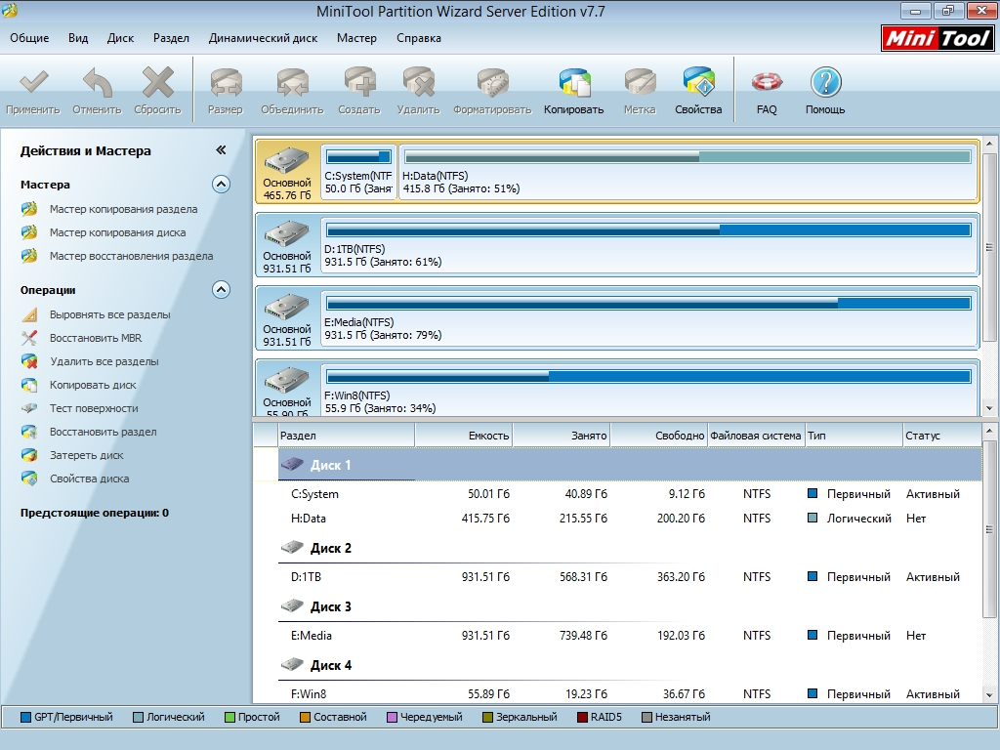 MiniTool Partition Wizard Server Edition v7.7
Общие Вид Диск Раздел Динамический диск Мастер Справка
Mini Tool
Применить Отменить Сбросить Размер Объединить Создать Удалить Форматировать Копировать Метка Свойства FAQ Помощь
Действия и Мастера
Мастера
Мастер копирования раздела
Мастер копирования диска
Мастер восстановления раздела
Операции
Выровнять все разделы
Восстановить MBR
Удалить все разделы
Копировать диск
Тест поверхности
Восстановить раздел
Затереть диск
Свойства диска
Предстоящие операции: 0
Основной
465.76 Гб
C:System(NTF
50.0 Гб (Заня
H:Data(NTFS)
415.8 Гб (Занято: 51%)
Основной
931.51 Гб
D:1TB(NTFS)
931.5 Гб (Занято: 61%)
Основной
931.51 Гб
E:Media(NTFS)
931.5 Гб (Занято: 79%)
Основной
55.90 Гб
F:Win8(NTFS)
55.9 Гб (Занято: 34%)
Раздел Емкость Занято Свободно Файловая система Тип Статус
Диск 1
C:System 50.01 Гб 40.89 Гб 9.12 Гб NTFS Первичный Активный
H:Data 415.75 Гб 215.55 Гб 200.20 Гб NTFS Логический Нет
Диск 2
D:1TB 931.51 Гб 568.31 Гб 363.20 Гб NTFS Первичный Активный
Диск 3
E:Media 931.51 Гб 739.48 Гб 192.03 Гб NTFS Первичный Нет
Диск 4
F:Win8 55.89 Гб 19.23 Гб 36.67 Гб NTFS Первичный Активный
GPT/Первичный Логический Простой Составной Чередуемый Зеркальный RAID5 Незанятый